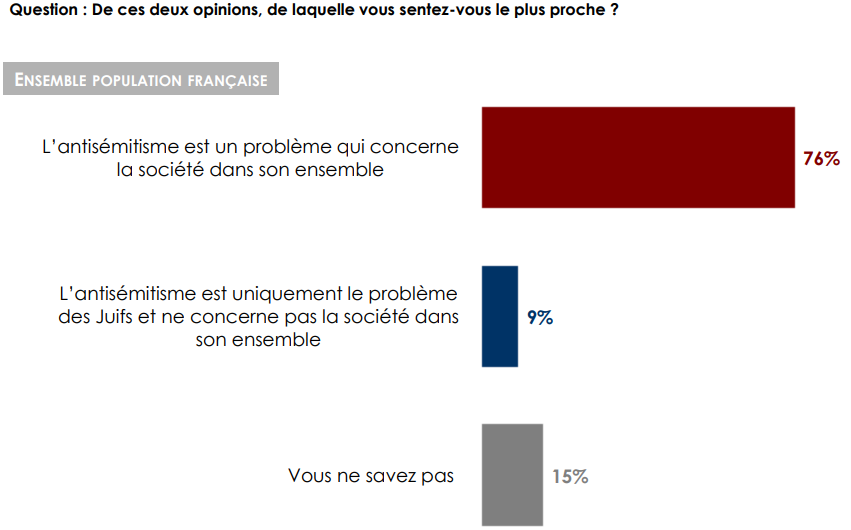 Question : De ces deux opinions, de laquelle vous sentez-vous le plus proche ?
ENSEMBLE POPULATION FRANÇAISE
L'antisémitisme est un problème qui concerne
la société dans son ensemble
76%
L'antisémitisme est uniquement le problème
des Juifs et ne concerne pas la société dans
son ensemble
9%
Vous ne savez pas
15%